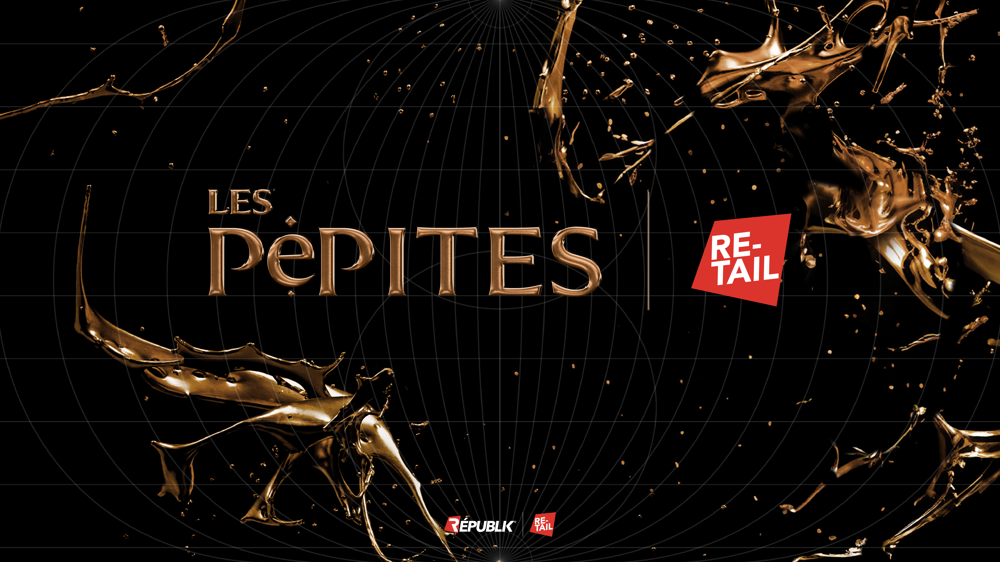 LES
PéPITES
RE-
TAIL
RÉPUBLIK®
RE-
TAIL